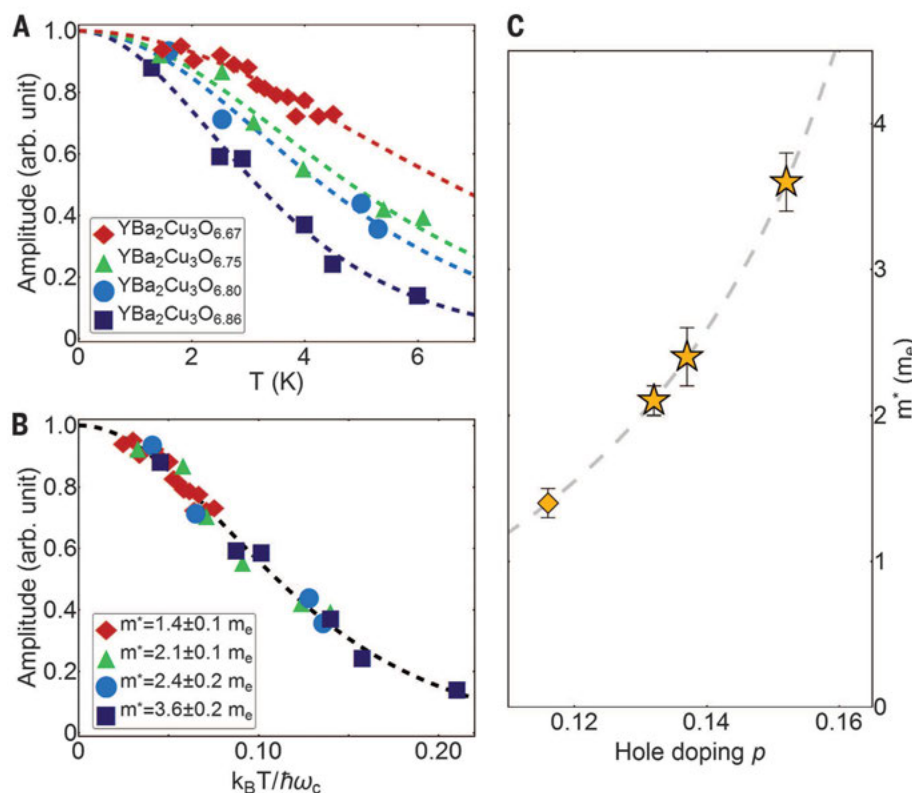 A
1.0
0.8
0.6
0.4
0.2
0
Amplitude (arb. unit)
YBa₂Cu₃O₆.₆₇
YBa₂Cu₃O₆.₇₅
YBa₂Cu₃O₆.₈₀
YBa₂Cu₃O₆.₈₆
0 2 4 6
T (K)
B
1.0
0.8
0.6
0.4
0.2
0
Amplitude (arb. unit)
m*=1.4±0.1 mₑ
m*=2.1±0.1 mₑ
m*=2.4±0.2 mₑ
m*=3.6±0.2 mₑ
0 0.10 0.20
k_BT/ħω_c
C
4
3
2
1
0
m* (mₑ)
0.12 0.14 0.16
Hole doping p